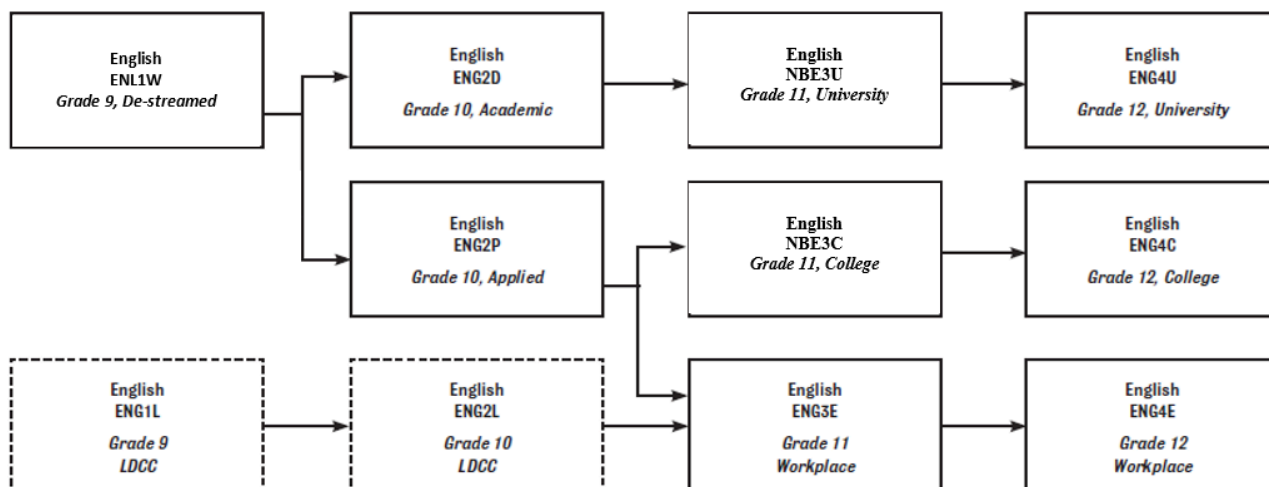 English
ENL1W
Grade 9, De-streamed
English
ENG2D
Grade 10, Academic
English
NBE3U
Grade 11, University
English
ENG4U
Grade 12, University
English
ENG2P
Grade 10, Applied
English
NBE3C
Grade 11, College
English
ENG4C
Grade 12, College
English
ENG1L
Grade 9
LDCC
English
ENG2L
Grade 10
LDCC
English
ENG3E
Grade 11
Workplace
English
ENG4E
Grade 12
Workplace